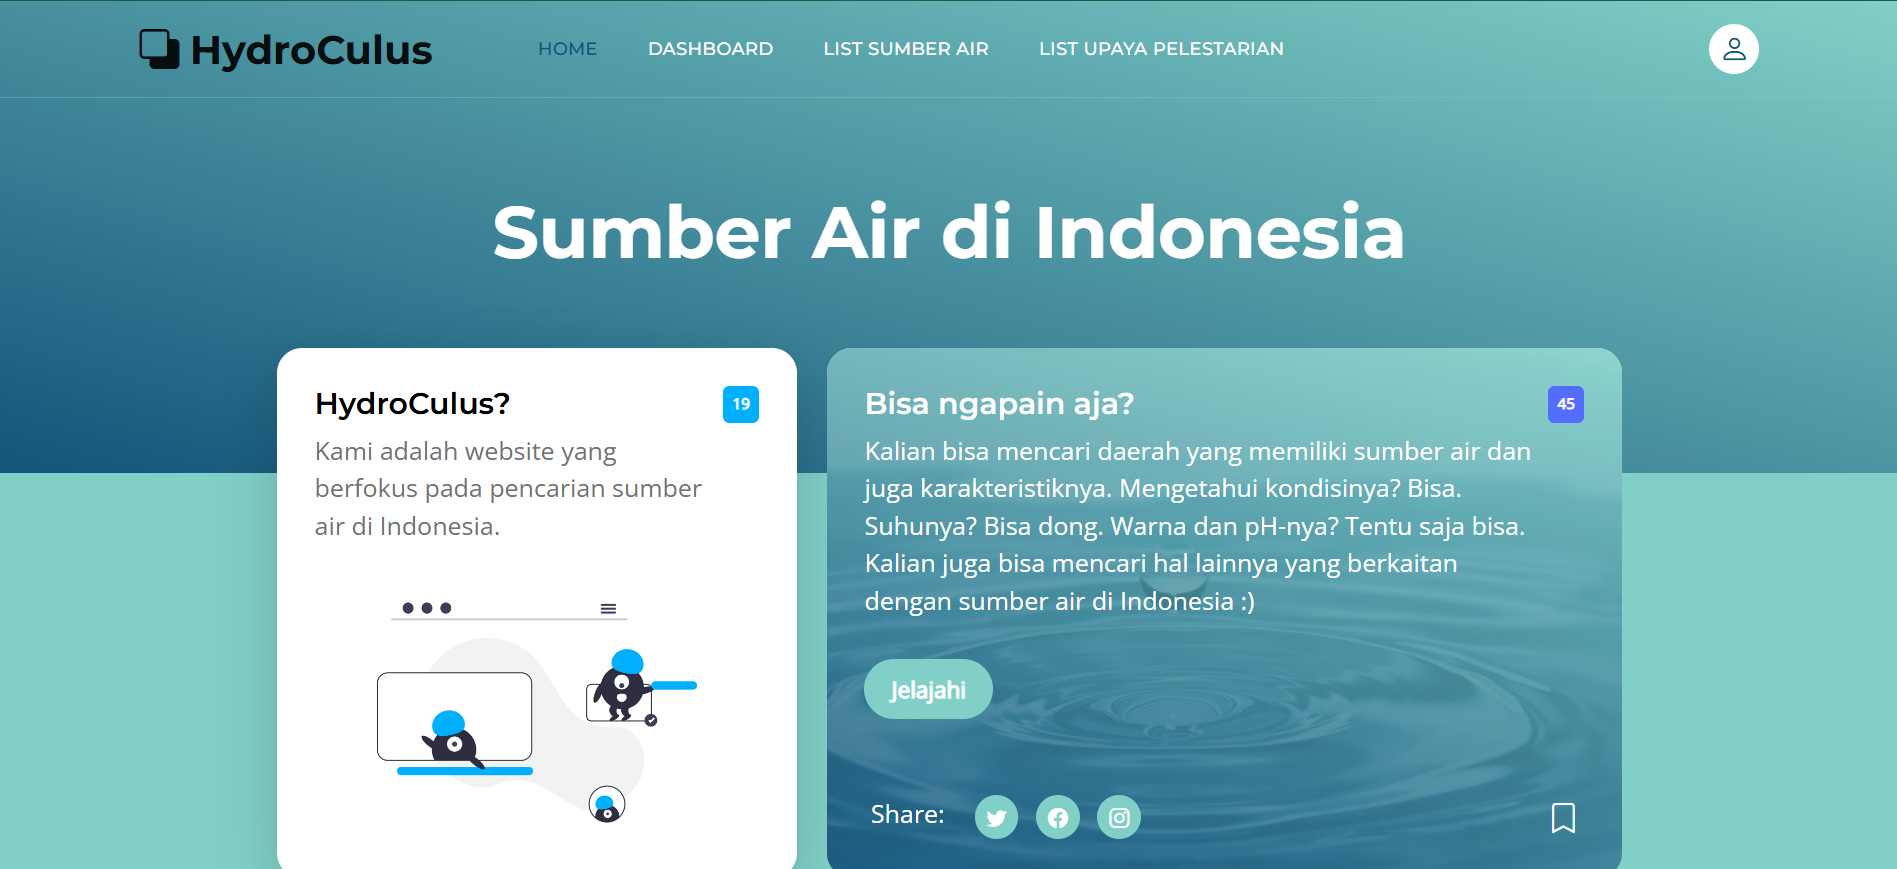 HydroCulus
HOME
DASHBOARD
LIST SUMBER AIR
LIST UPAYA PELESTARIAN
Sumber Air di Indonesia
HydroCulus?
19
Kami adalah website yang
berfokus pada pencarian sumber
air di Indonesia.
Bisa ngapain aja?
45
Kalian bisa mencari daerah yang memiliki sumber air dan
juga karakteristiknya. Mengetahui kondisinya? Bisa.
Suhunya? Bisa dong. Warna dan pH-nya? Tentu saja bisa.
Kalian juga bisa mencari hal lainnya yang berkaitan
dengan sumber air di Indonesia :)
Jelajahi
Share: